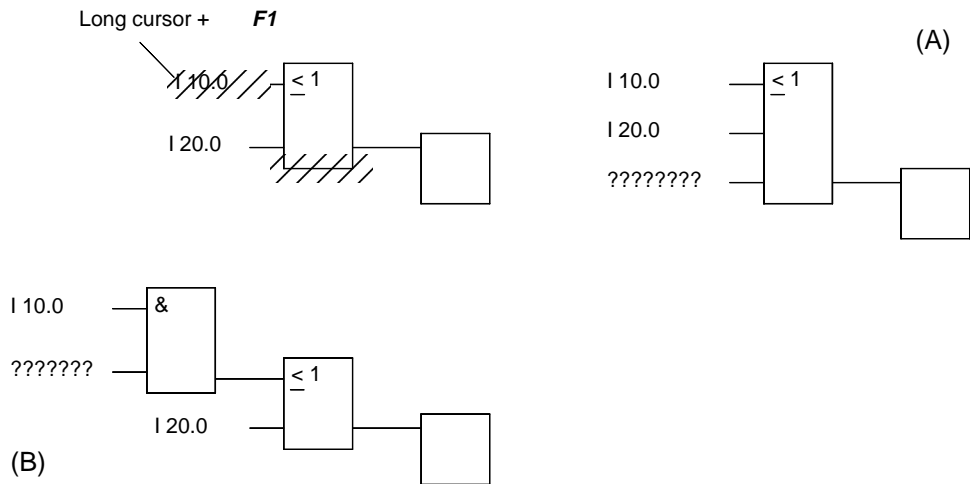 Long cursor + F1
I 10.0
< 1
I 20.0
(A)
I 10.0
< 1
I 20.0
????????
I 10.0
&
???????
< 1
I 20.0
(B)